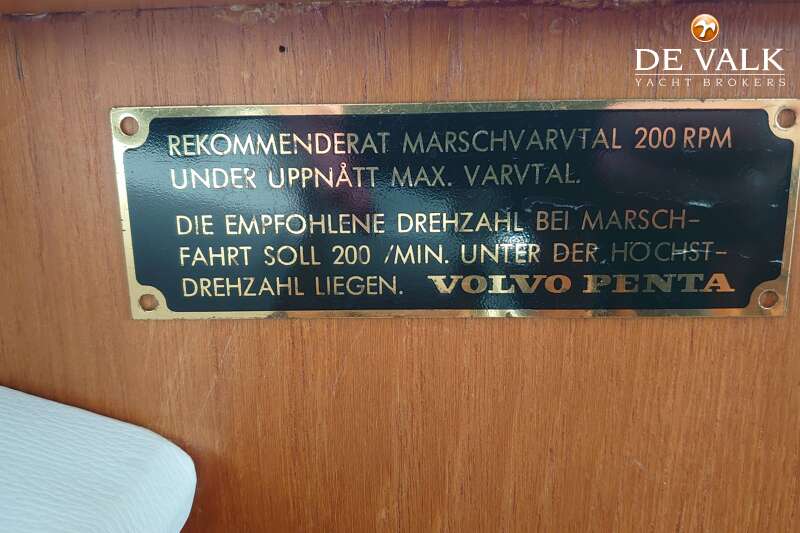 DE VALK
YACHT BROKERS
REKOMMENDERAT MARSCHVARVTAL 200 RPM
UNDER UPPNÅTT MAX. VARVTAL.
DIE EMPFOHLENE DREHZAHL BEI MARSCH-
FAHRT SOLL 200 /MIN. UNTER DER HÖCHST-
DREHZAHL LIEGEN. VOLVO PENTA